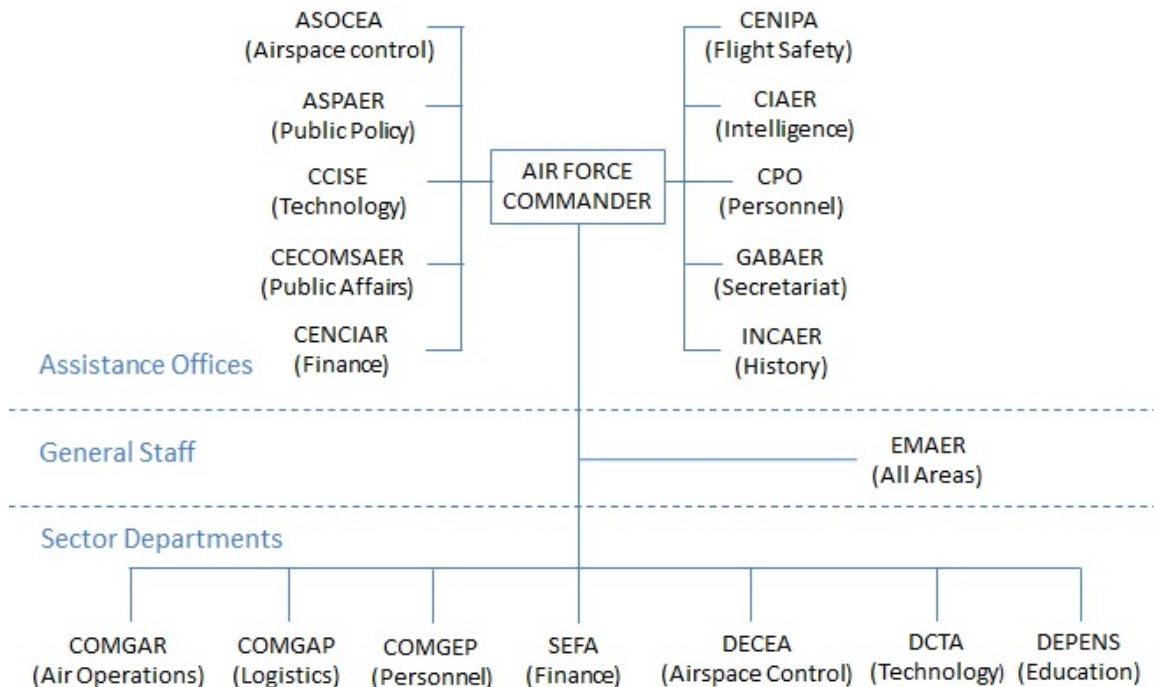 ASOCEA
(Airspace control)
ASPAER
(Public Policy)
CCISE
(Technology)
CECOMSAER
(Public Affairs)
CENCIAR
(Finance)
AIR FORCE
COMMANDER
CENIPA
(Flight Safety)
CIAER
(Intelligence)
CPO
(Personnel)
GABAER
(Secretariat)
INCAER
(History)
Assistance Offices
General Staff
EMAER
(All Areas)
Sector Departments
COMGAR
(Air Operations)
COMGAP
(Logistics)
COMGEP
(Personnel)
SEFA
(Finance)
DECEA
(Airspace Control)
DCTA
(Technology)
DEPENS
(Education)